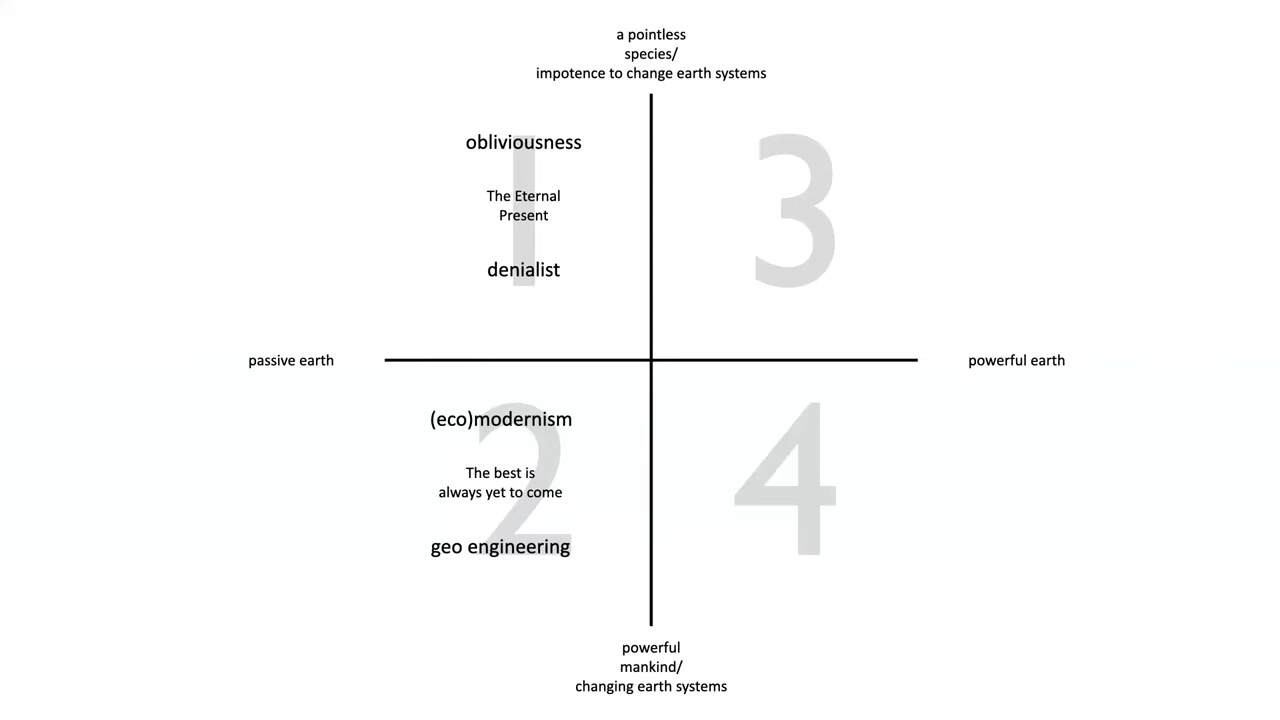 a pointless
species/
impotence to change earth systems
obliviousness
1
3
The Eternal
Present
denialist
passive earth
powerful earth
(eco)modernism
2
4
The best is
always yet to come
geo engineering
powerful
mankind/
changing earth systems